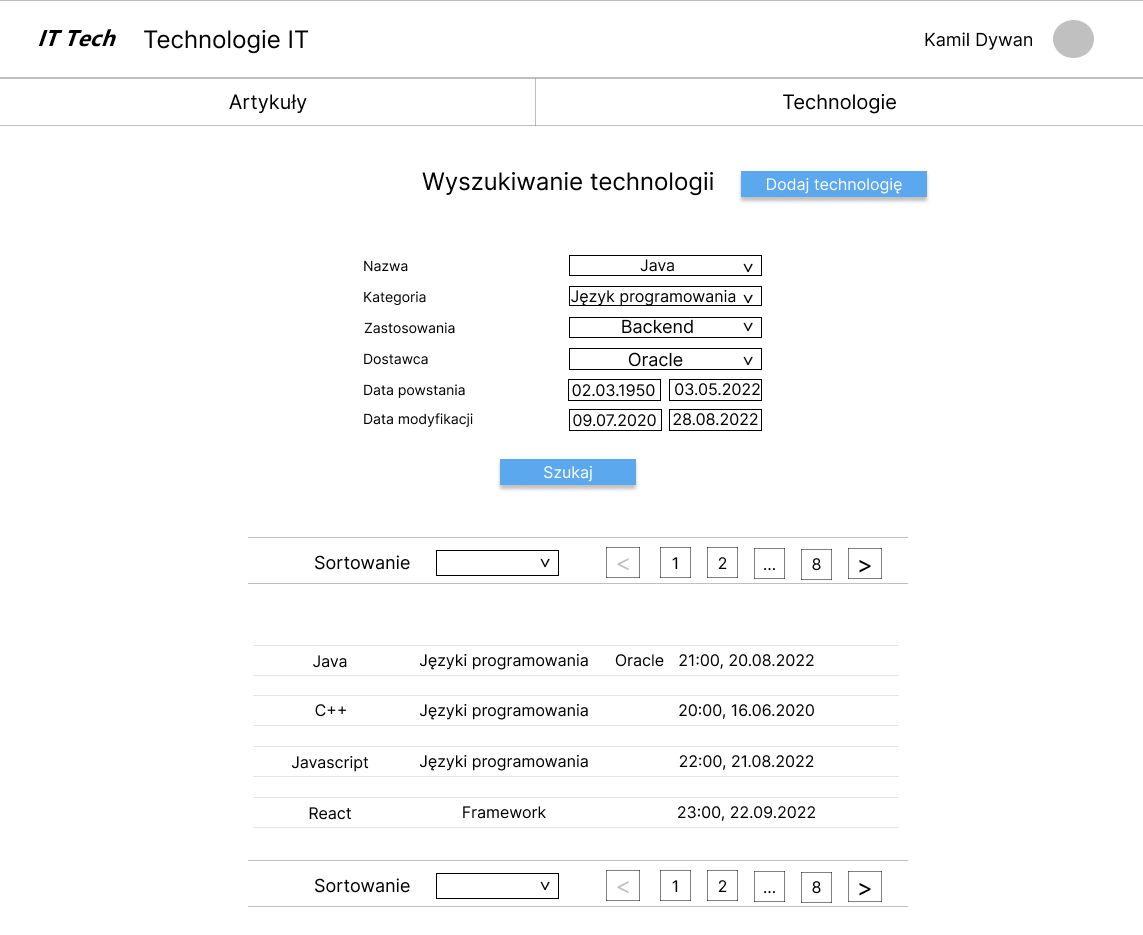 IT Tech Technologie IT Kamil Dywan
Artykuły Technologie
Wyszukiwanie technologii Dodaj technologię
Nazwa Java v
Kategoria Język programowania v
Zastosowania Backend v
Dostawca Oracle v
Data powstania 02.03.1950 03.05.2022
Data modyfikacji 09.07.2020 28.08.2022
Szukaj
Sortowanie v < 1 2 ... 8 >
Java Języki programowania Oracle 21:00, 20.08.2022
C++ Języki programowania 20:00, 16.06.2020
Javascript Języki programowania 22:00, 21.08.2022
React Framework 23:00, 22.09.2022
Sortowanie v < 1 2 ... 8 >